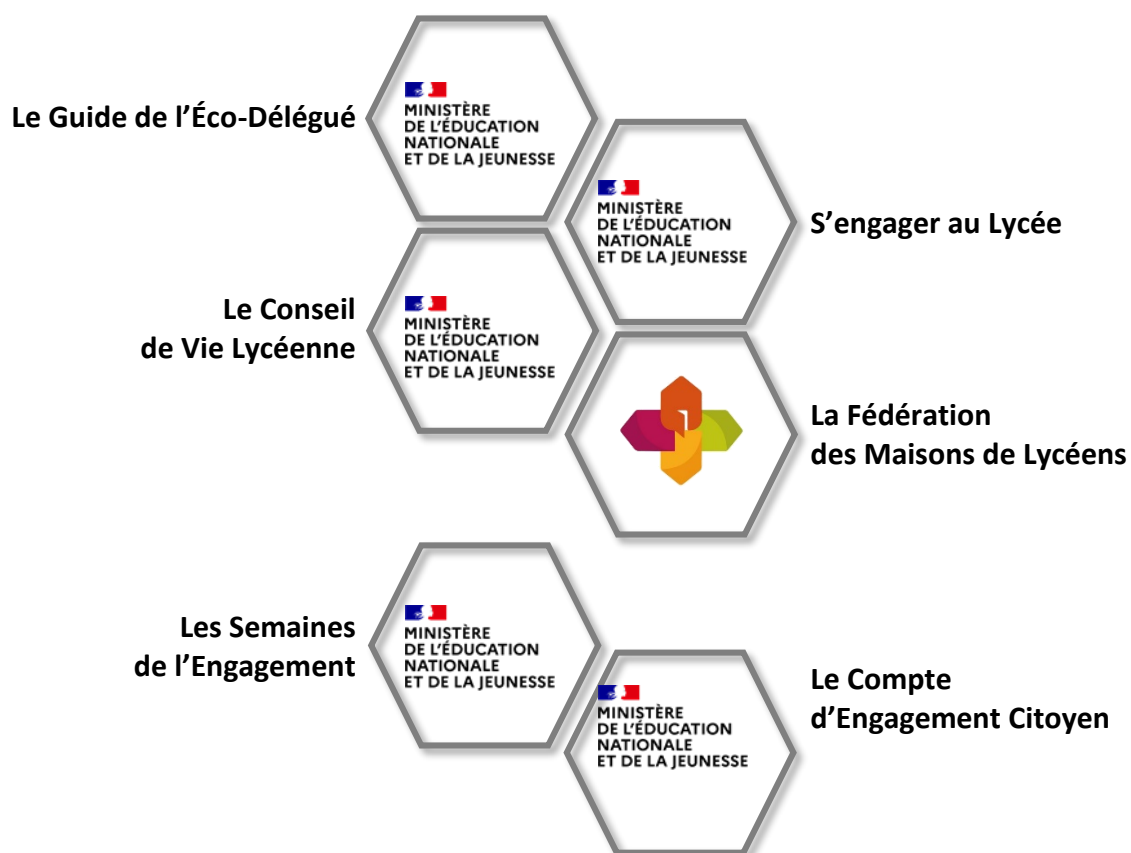 Le Guide de l’Éco-Délégué
MINISTÈRE
DE L’ÉDUCATION
NATIONALE
ET DE LA JEUNESSE
MINISTÈRE
DE L’ÉDUCATION
NATIONALE
ET DE LA JEUNESSE
S’engager au Lycée
Le Conseil
de Vie Lycéenne
MINISTÈRE
DE L’ÉDUCATION
NATIONALE
ET DE LA JEUNESSE
La Fédération
des Maisons de Lycéens
Les Semaines
de l’Engagement
MINISTÈRE
DE L’ÉDUCATION
NATIONALE
ET DE LA JEUNESSE
MINISTÈRE
DE L’ÉDUCATION
NATIONALE
ET DE LA JEUNESSE
Le Compte
d’Engagement Citoyen